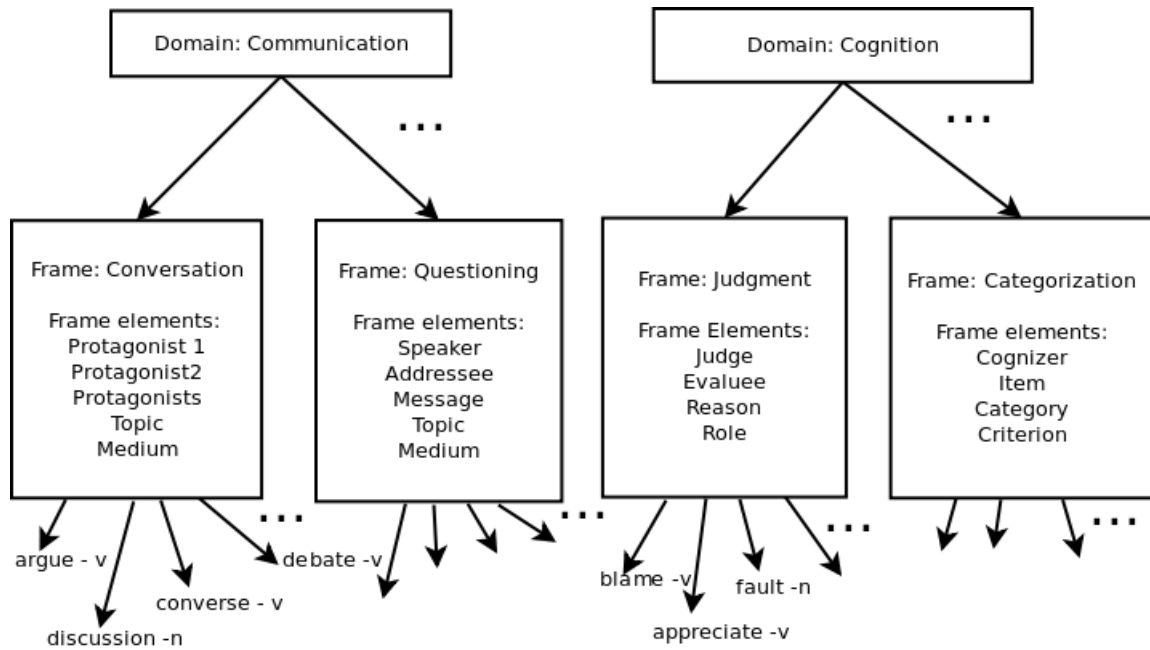 Domain: Communication
Domain: Cognition
...
...
Frame: Conversation
Frame elements:
Protagonist 1
Protagonist2
Protagonists
Topic
Medium
Frame: Questioning
Frame elements:
Speaker
Addressee
Message
Topic
Medium
Frame: Judgment
Frame Elements:
Judge
Evaluee
Reason
Role
Frame: Categorization
Frame elements:
Cognizer
Item
Category
Criterion
...
...
...
...
argue - v
debate -v
converse - v
discussion -n
blame -v
fault -n
appreciate -v